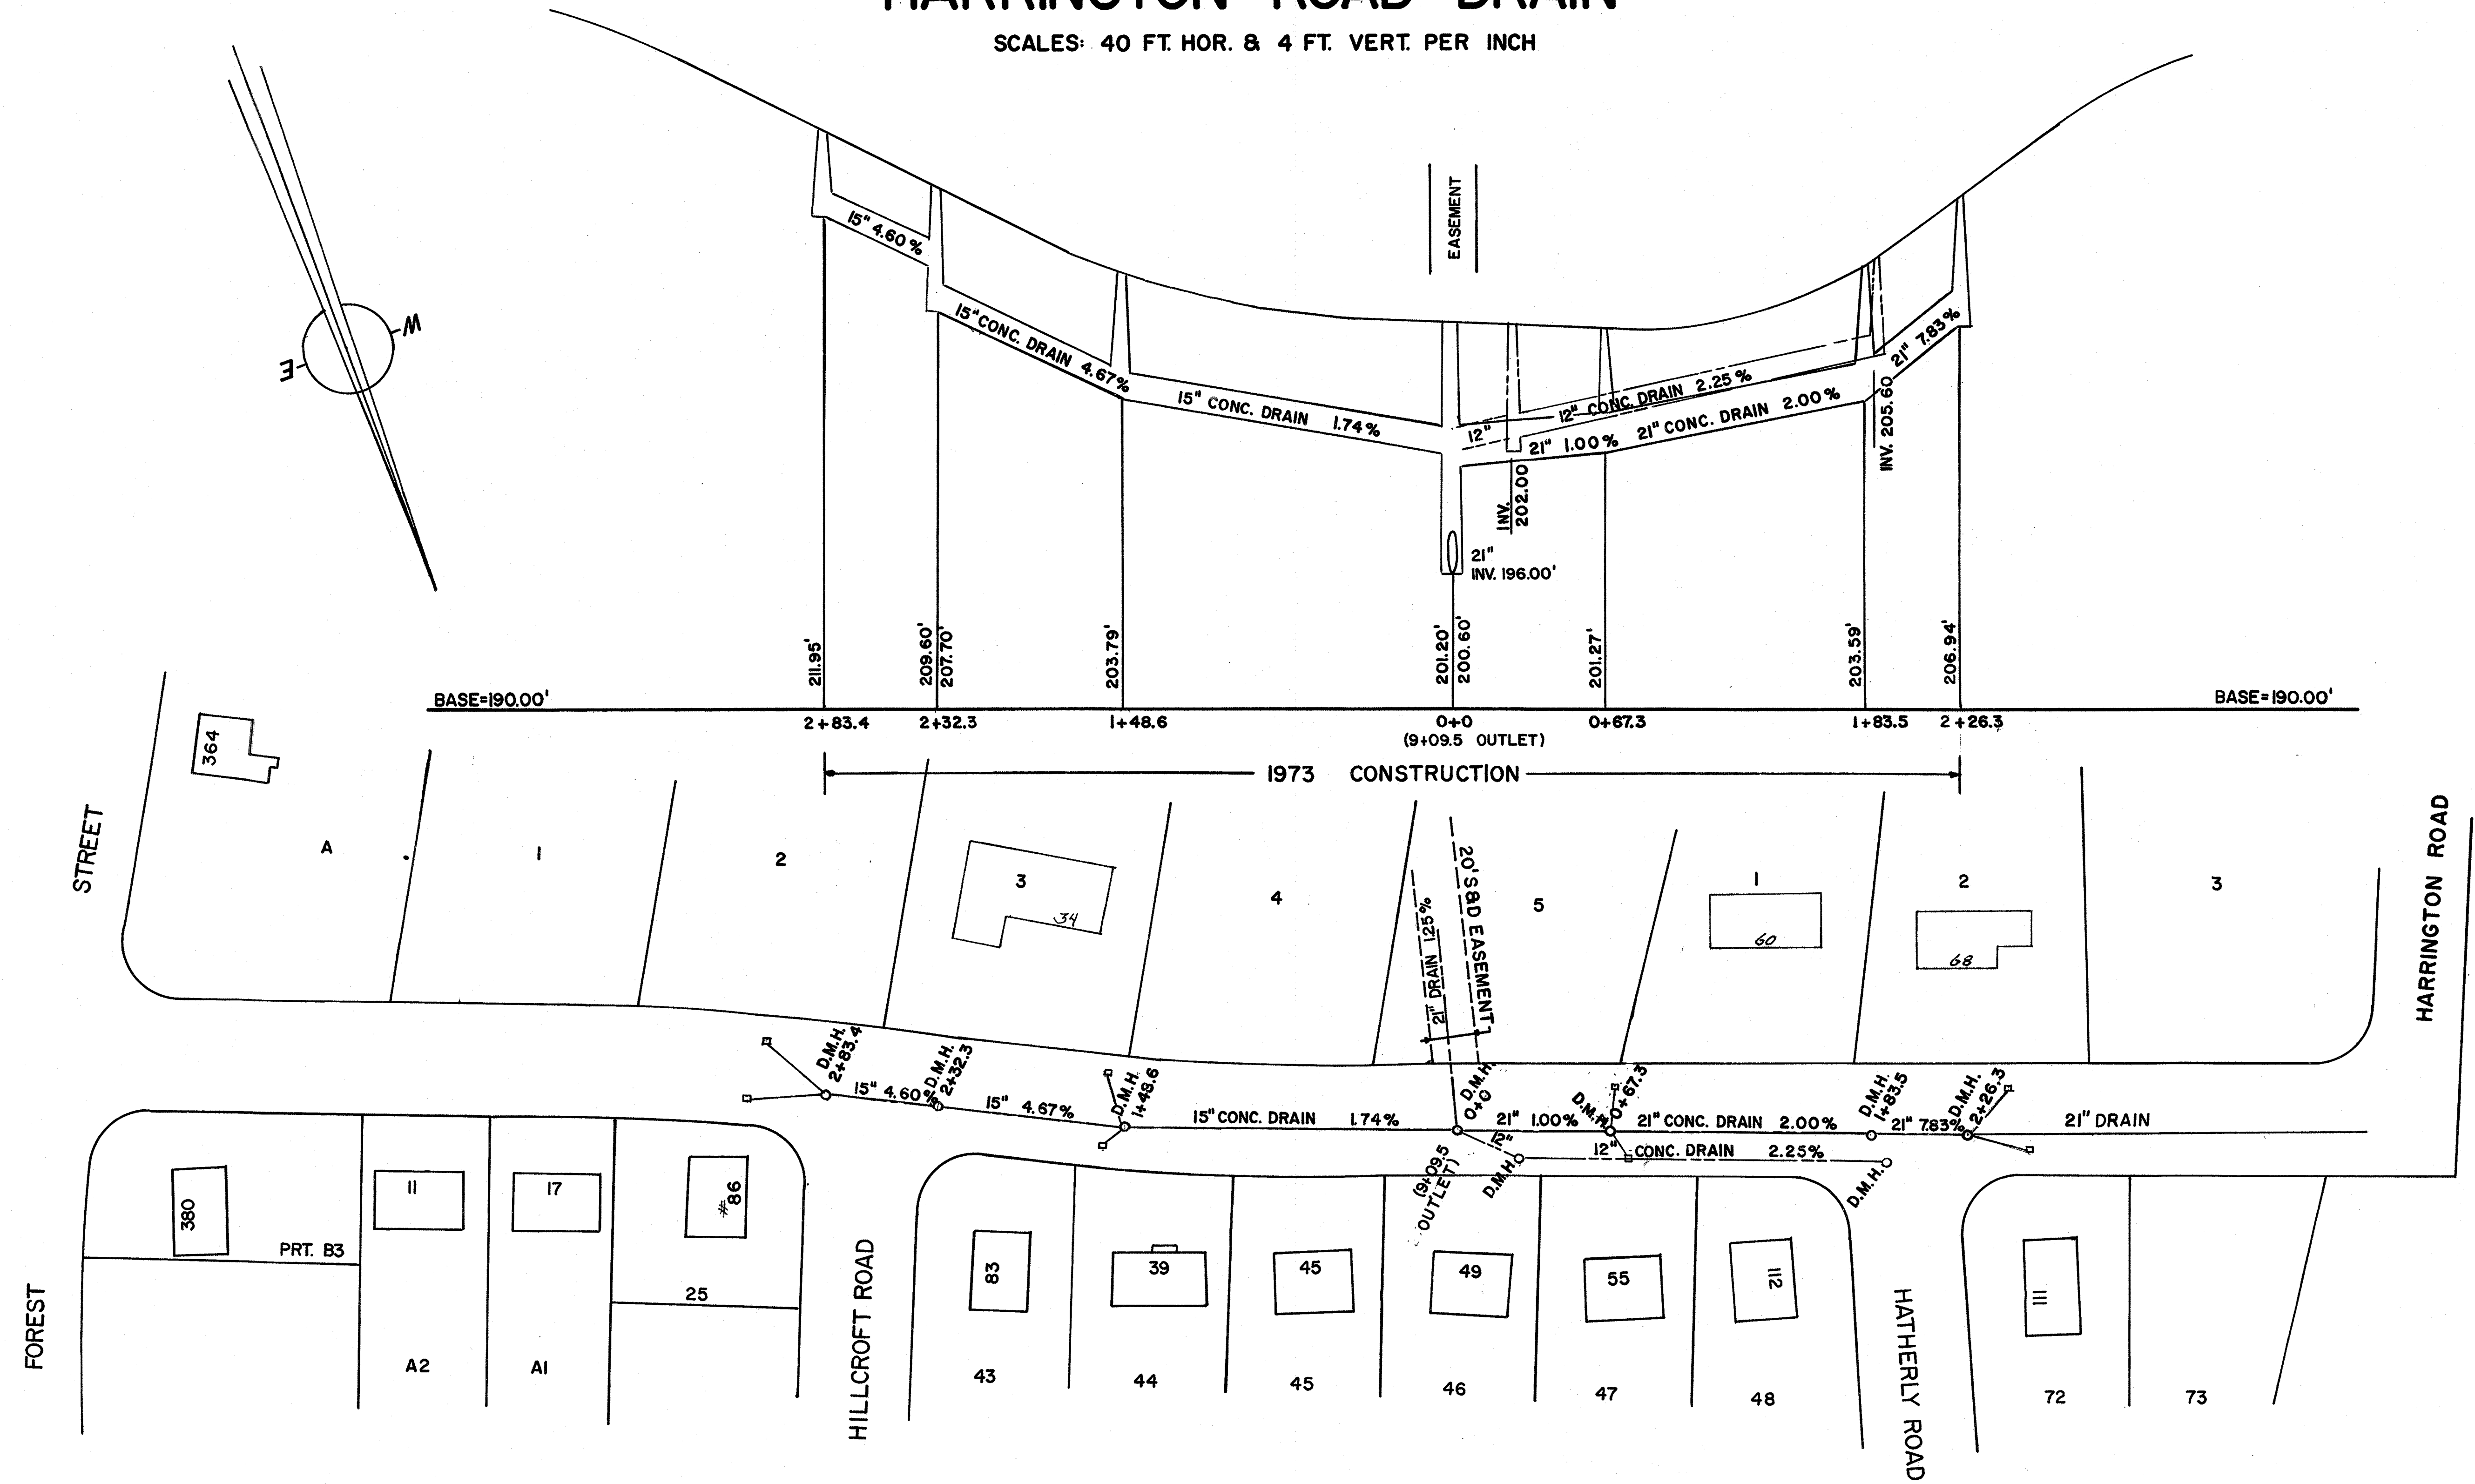 HARRINGTON ROAD DRAIN
SCALES: 40 FT. HOR. & 4 FT. VERT. PER INCH
W
E
EASEMENT
15" 4.60%
15" CONC. DRAIN 4.67%
15" CONC. DRAIN 1.74%
12"
12" CONC. DRAIN 2.25%
21" 1.00%
21" CONC. DRAIN 2.00%
21" 7.83%
INV. 205.60
INV. 202.00
21"
INV. 196.00'
211.95'
209.60'
207.70'
203.79'
201.20'
200.60'
201.27'
203.59'
206.94'
BASE=190.00'
BASE=190.00'
2+83.4
2+32.3
1+48.6
0+0
(9+09.5 OUTLET)
0+67.3
1+83.5
2+26.3
1973 CONSTRUCTION
364
STREET
A
1
2
3
34
4
5
1
60
2
68
3
HARRINGTON ROAD
21" DRAIN 1.25%
20' S&D EASEMENT
D.M.H.
2+83.4
D.M.H.
2+32.3
D.M.H.
1+48.6
D.M.H.
0+0
D.M.H.
0+67.3
D.M.H.
1+83.5
D.M.H.
2+26.3
15" 4.60%
15" 4.67%
15" CONC. DRAIN 1.74%
21" 1.00%
21" CONC. DRAIN 2.00%
21" 7.83%
21" DRAIN
12"
12" CONC. DRAIN 2.25%
(9+09.5
OUTLET)
D.M.H.
D.M.H.
380
PRT. B3
11
17
#86
25
A2
A1
FOREST
HILLCROFT ROAD
83
39
45
49
55
112
111
43
44
45
46
47
48
HATHERLY ROAD
72
73